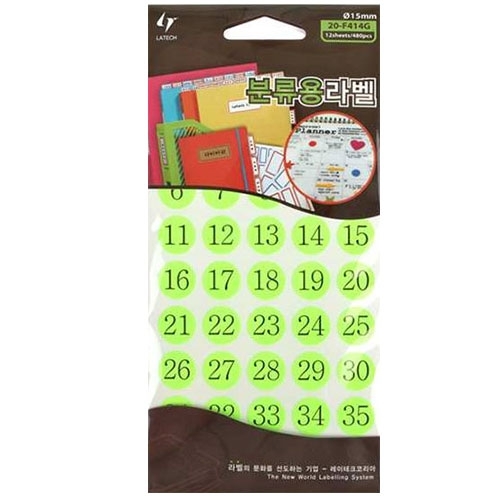 LATECH
Ø15mm
20-F414G
12sheets/480pcs
분류용라벨
Planner
6 7
11 12 13 14 15
16 17 18 19 20
21 22 23 24 25
26 27 28 29 30
32 33 34 35
라벨의 문화를 선도하는 기업 - 레이테크코리아
The New World Labelling System